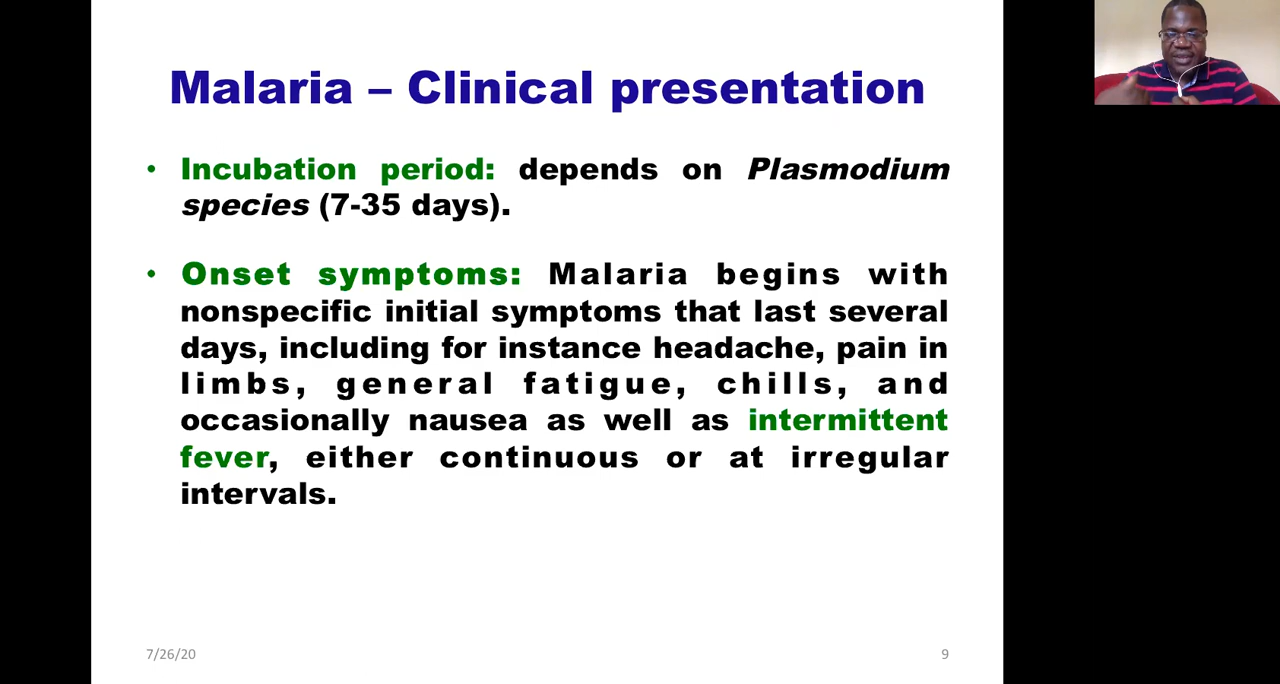 Malaria – Clinical presentation
• Incubation period: depends on Plasmodium
species (7-35 days).
• Onset symptoms: Malaria begins with
nonspecific initial symptoms that last several
days, including for instance headache, pain in
limbs, general fatigue, chills, and
occasionally nausea as well as intermittent
fever, either continuous or at irregular
intervals.
7/26/20
9